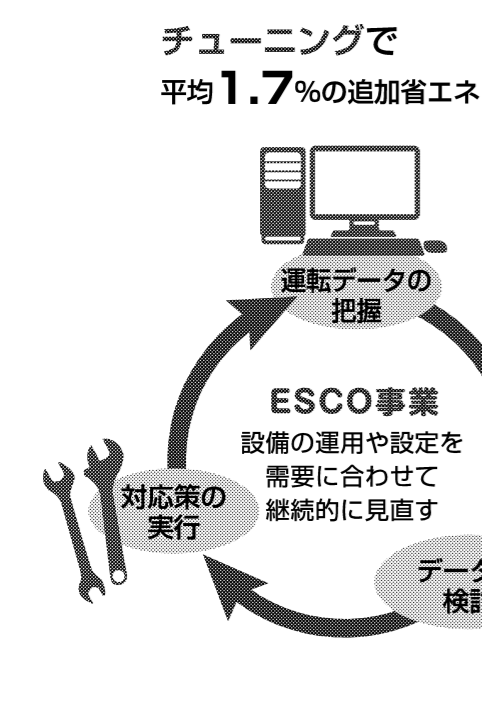 チューニングで
平均1.7%の追加省エネ
運転データの
把握
ESCO事業
設備の運用や設定を
需要に合わせて
継続的に見直す
対応策の
実行
データ
検討